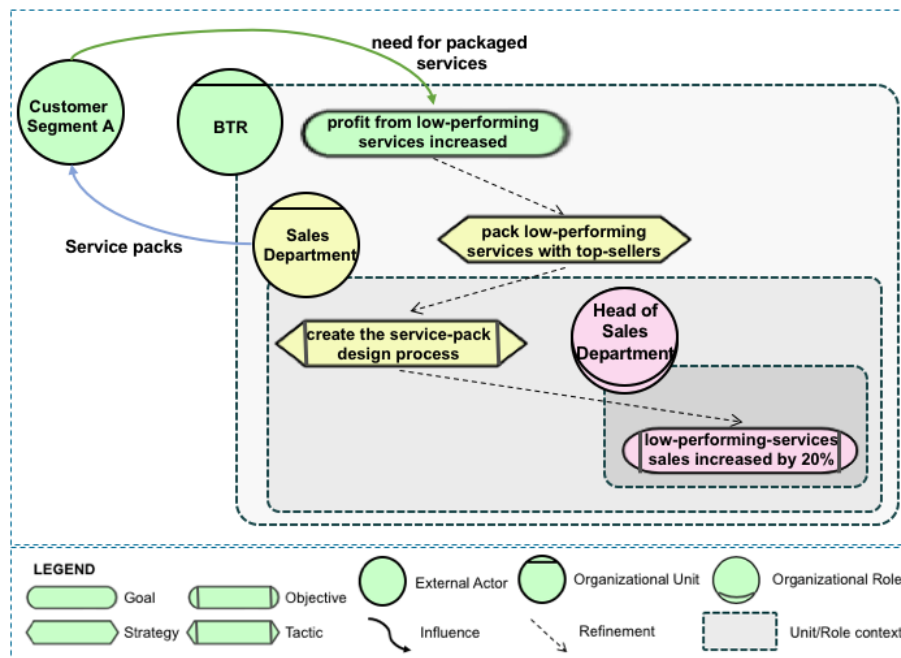 need for packaged
services
Customer
Segment A
BTR
profit from low-performing
services increased
Service packs
Sales
Department
pack low-performing
services with top-sellers
create the service-pack
design process
Head of
Sales
Department
low-performing-services
sales increased by 20%
LEGEND
Goal
Objective
External Actor
Organizational Unit
Organizational Role
Strategy
Tactic
Influence
Refinement
Unit/Role context